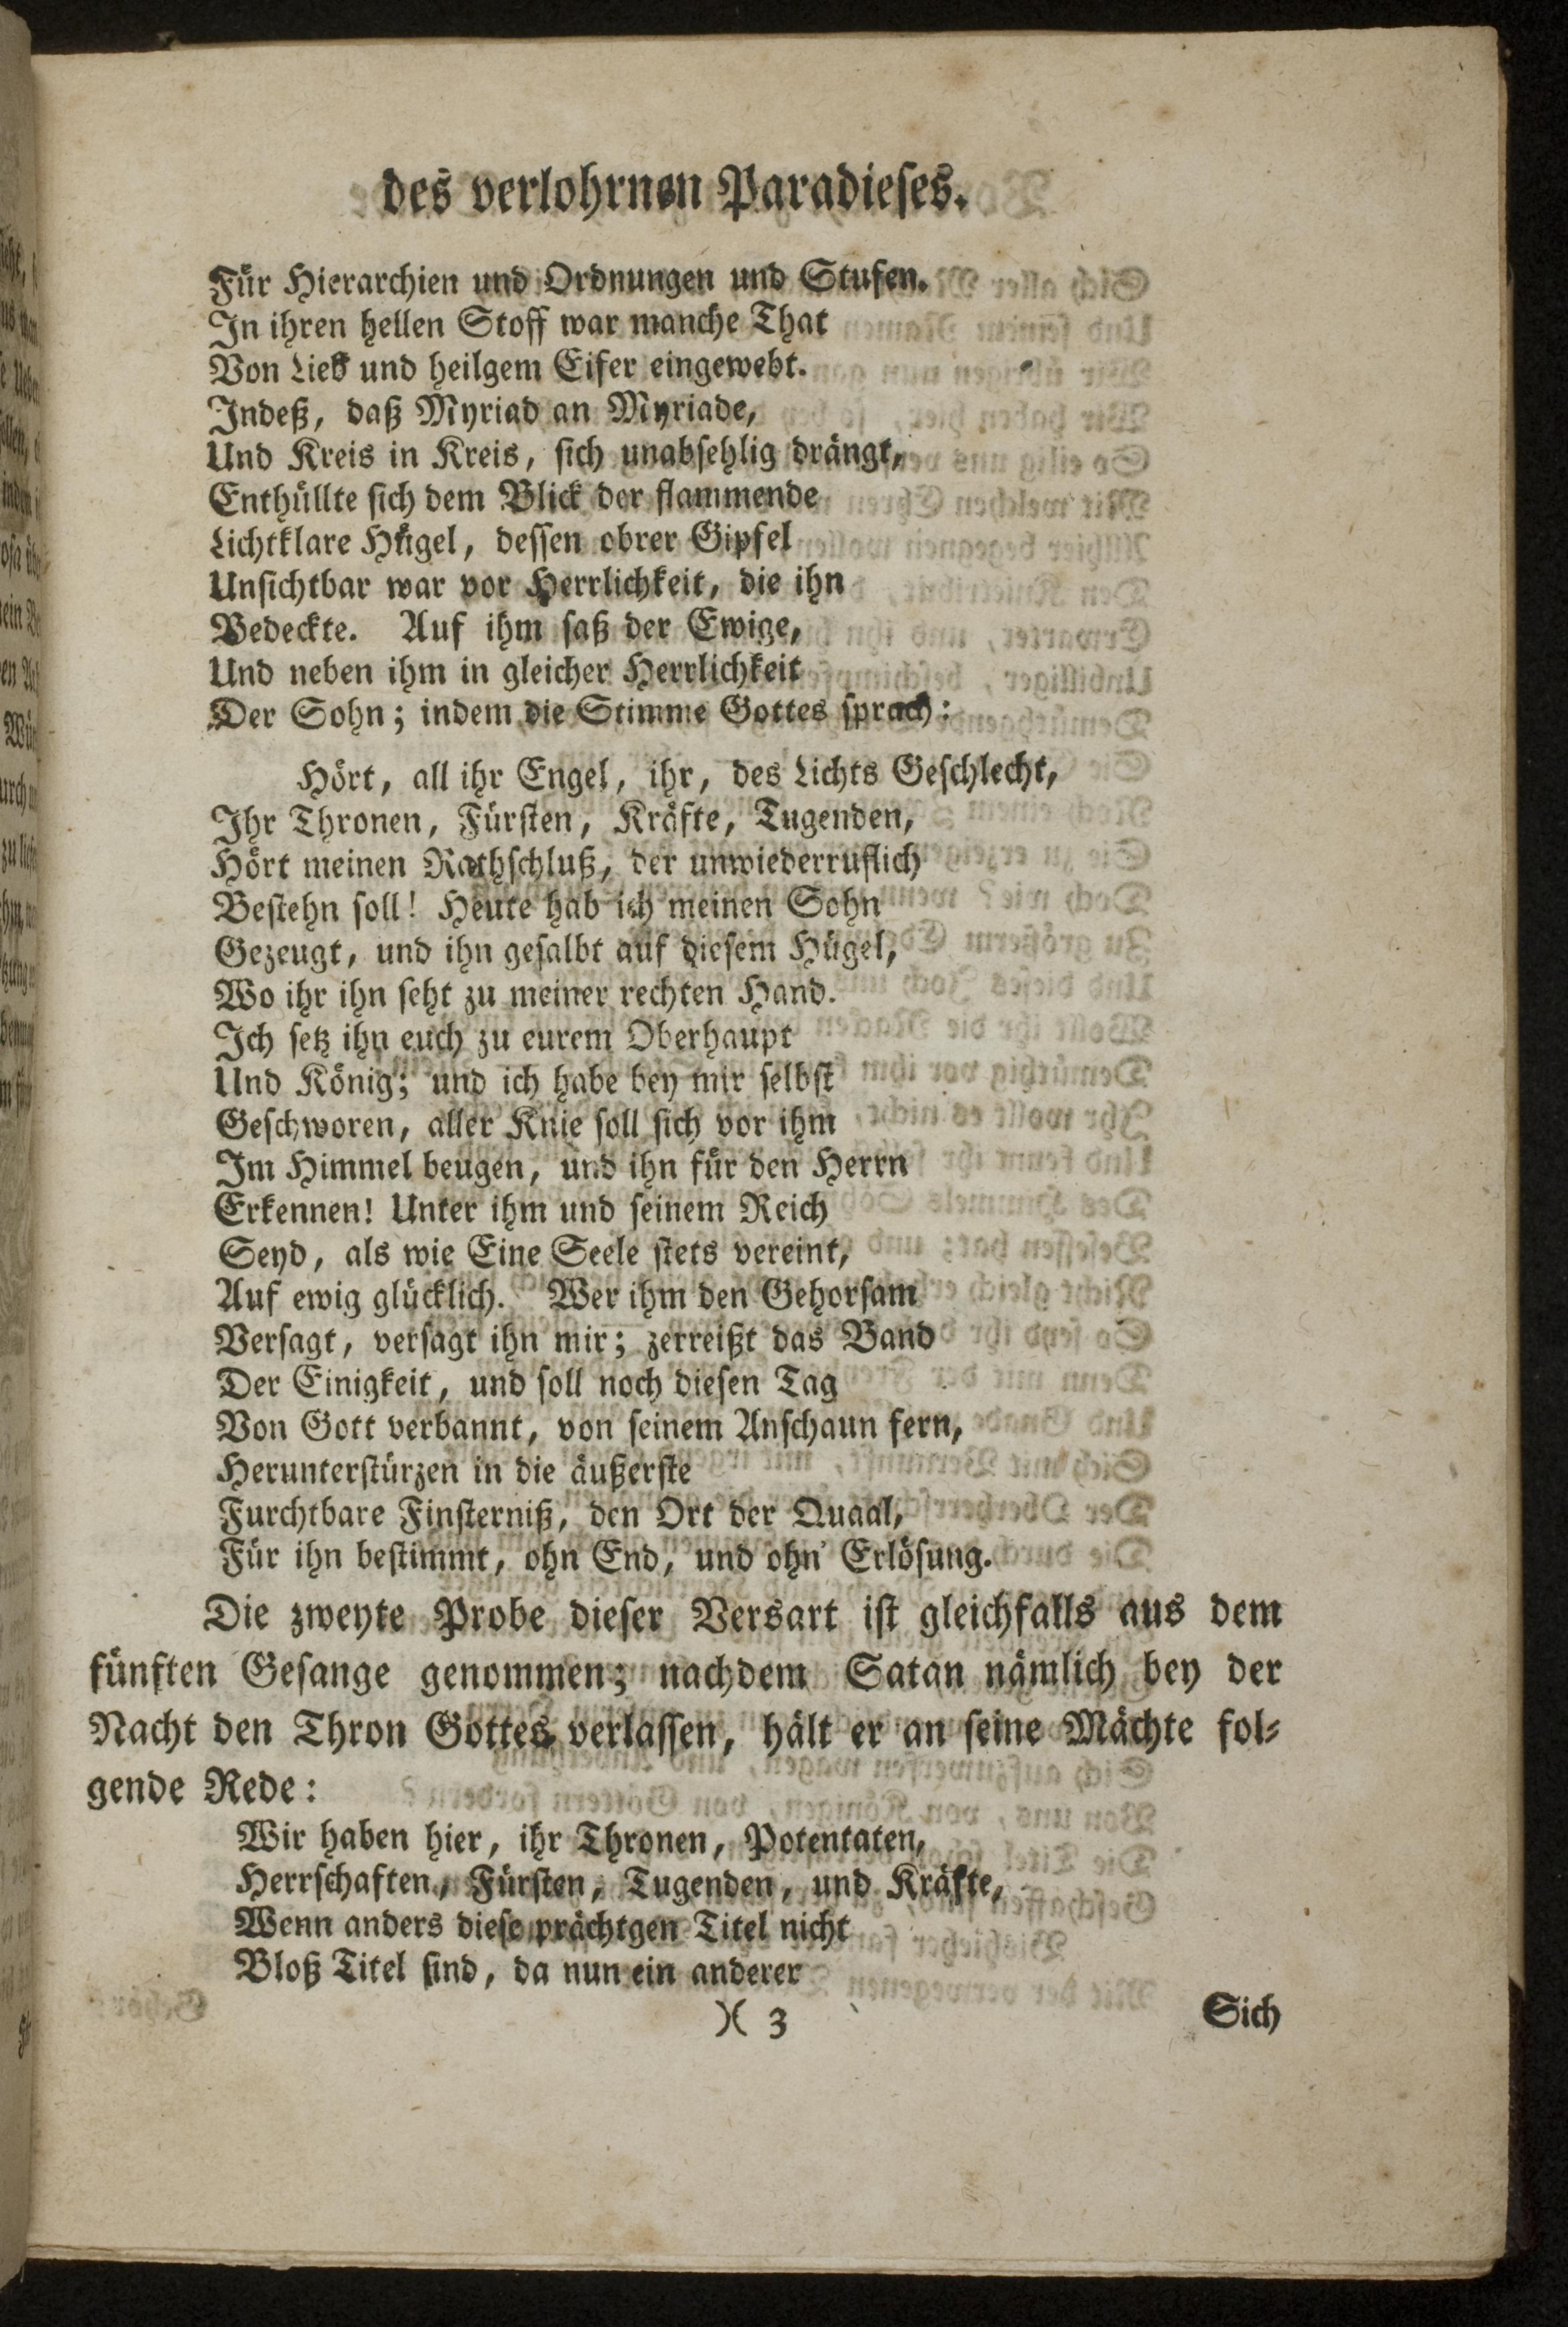 des verlohrnen Paradieses.
Für Hierarchien und Ordnungen und Stufen.
In ihren hellen Stoff war manche That
Von Lieb und heilgem Eifer eingewebt.
Indeß, daß Myriad an Myriade,
Und Kreis in Kreis, sich unabsehlig drängt,
Enthüllte sich dem Blick der flammende
Lichtklare Hügel, dessen obrer Gipfel
Unsichtbar war vor Herrlichkeit, die ihn
Bedeckte. Auf ihm saß der Ewige,
Und neben ihm in gleicher Herrlichkeit
Der Sohn; indem die Stimme Gottes sprach:
Hört, all ihr Engel, ihr, des Lichts Geschlecht,
Ihr Thronen, Fürsten, Kräfte, Tugenden,
Hört meinen Rathschluß, der unwiederruflich
Bestehn soll! Heute hab ich meinen Sohn
Gezeugt, und ihn gesalbt auf diesem Hügel,
Wo ihr ihn seht zu meiner rechten Hand.
Ich setz ihn euch zu eurem Oberhaupt
Und König; und ich habe bey mir selbst
Geschworen, aller Knie soll sich vor ihm
Im Himmel beugen, und ihn für den Herrn
Erkennen! Unter ihm und seinem Reich
Seyd, als wie Eine Seele stets vereint,
Auf ewig glücklich. Wer ihm den Gehorsam
Versagt, versagt ihn mir; zerreißt das Band
Der Einigkeit, und soll noch diesen Tag
Von Gott verbannt, von seinem Anschaun fern,
Herunterstürzen in die äußerste
Furchtbare Finsterniß, den Ort der Quaal,
Für ihn bestimmt, ohn End, und ohn' Erlösung.
Die zweyte Probe dieser Versart ist gleichfalls aus dem
fünften Gesange genommen; nachdem Satan nämlich bey der
Nacht den Thron Gottes verlassen, hält er an seine Mächte fol-
gende Rede:
Wir haben hier, ihr Thronen, Potentaten,
Herrschaften, Fürsten, Tugenden, und Kräfte,
Wenn anders diese prächtgen Titel nicht
Bloß Titel sind, da nun ein anderer
)( 3
Sich